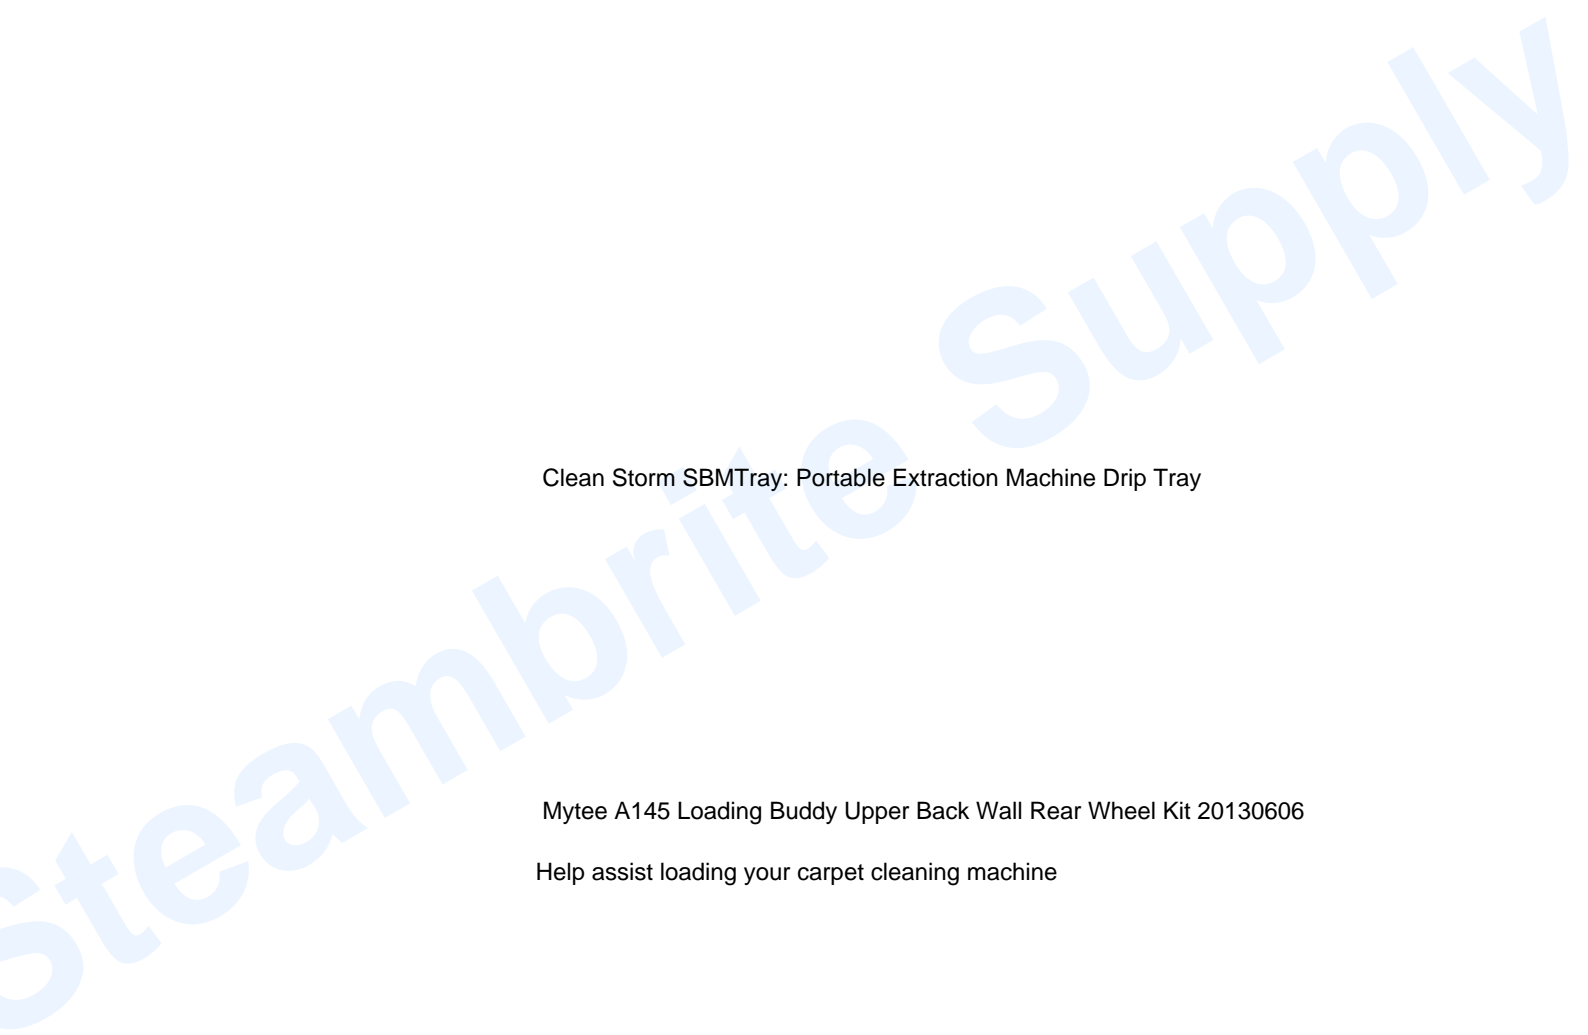 Steambrite Supply
Clean Storm SBMTray: Portable Extraction Machine Drip Tray
Mytee A145 Loading Buddy Upper Back Wall Rear Wheel Kit 20130606
Help assist loading your carpet cleaning machine